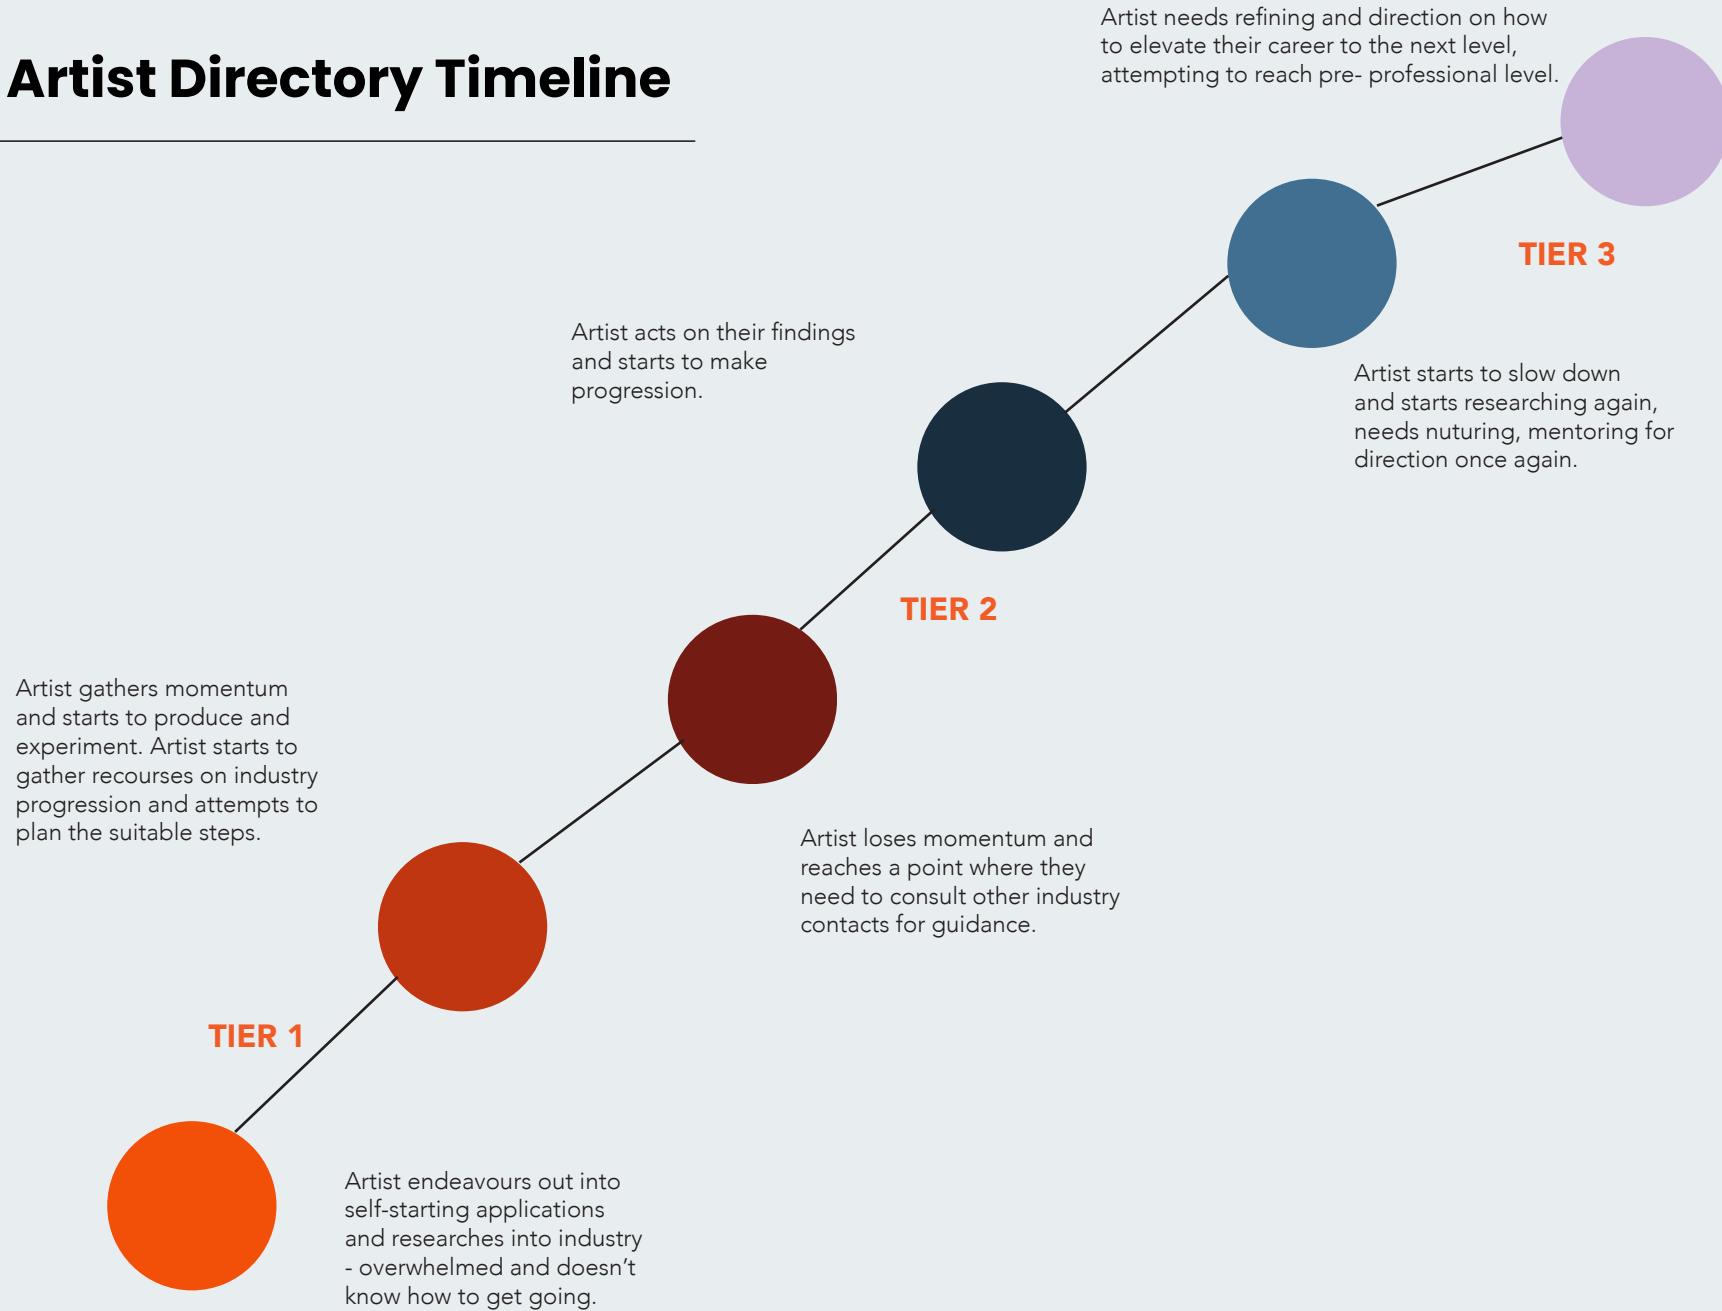 Artist Directory Timeline
Artist needs refining and direction on how
to elevate their career to the next level,
attempting to reach pre- professional level.
TIER 3
Artist acts on their findings
and starts to make
progression.
Artist starts to slow down
and starts researching again,
needs nuturing, mentoring for
direction once again.
TIER 2
Artist gathers momentum
and starts to produce and
experiment. Artist starts to
gather recourses on industry
progression and attempts to
plan the suitable steps.
Artist loses momentum and
reaches a point where they
need to consult other industry
contacts for guidance.
TIER 1
Artist endeavours out into
self-starting applications
and researches into industry
- overwhelmed and doesn’t
know how to get going.